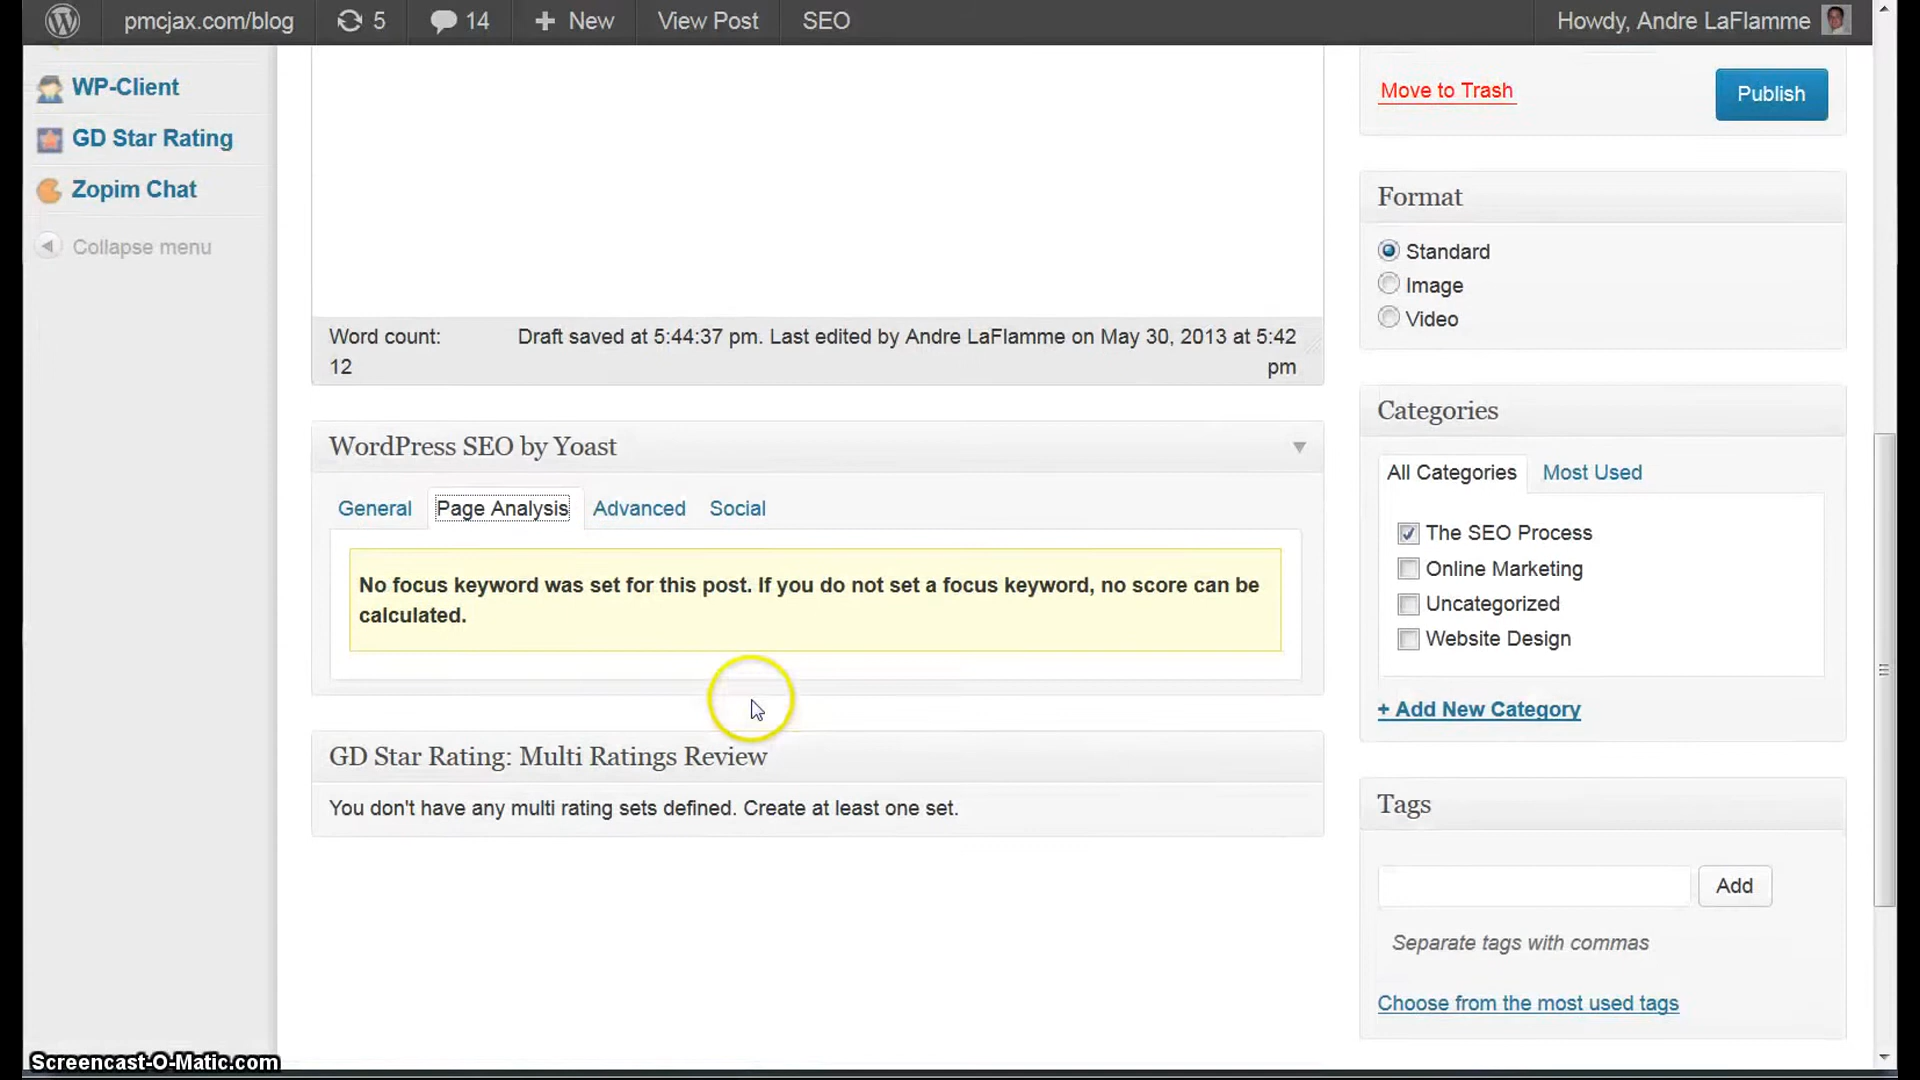 pmcjax.com/blog 5 14 New View Post SEO Howdy, Andre LaFlamme
WP-Client
GD Star Rating
Zopim Chat
Collapse menu
Word count: 12
Draft saved at 5:44:37 pm. Last edited by Andre LaFlamme on May 30, 2013 at 5:42
pm
WordPress SEO by Yoast
General Page Analysis Advanced Social
No focus keyword was set for this post. If you do not set a focus keyword, no score can be
calculated.
GD Star Rating: Multi Ratings Review
You don't have any multi rating sets defined. Create at least one set.
Move to Trash Publish
Format
Standard
Image
Video
Categories
All Categories Most Used
The SEO Process
Online Marketing
Uncategorized
Website Design
+ Add New Category
Tags
Add
Separate tags with commas
Choose from the most used tags
Screencast-O-Matic.com